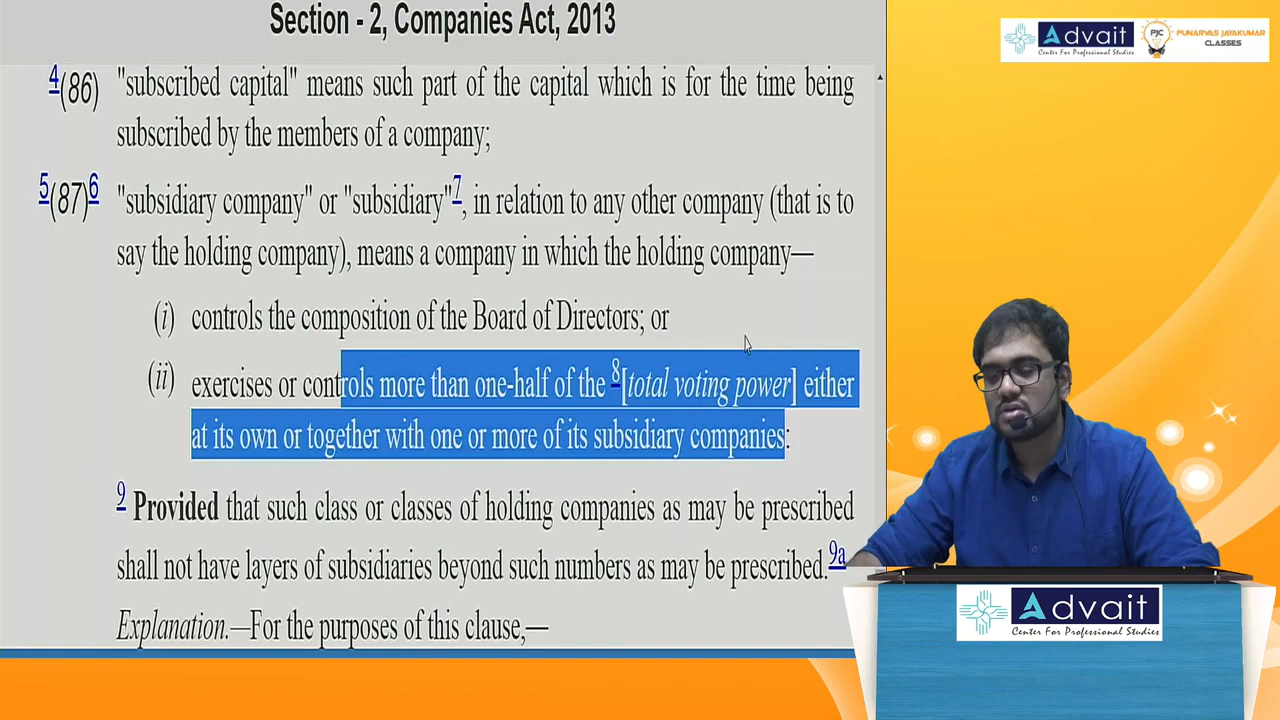 Section - 2, Companies Act, 2013
Advait
Center For Professional Studies
PJC
PUNARVAS JAYAKUMAR
CLASSES
4(86) "subscribed capital" means such part of the capital which is for the time being
subscribed by the members of a company;
5(87)6 "subsidiary company" or "subsidiary"7, in relation to any other company (that is to
say the holding company), means a company in which the holding company—
(i) controls the composition of the Board of Directors; or
(ii) exercises or controls more than one-half of the 8[total voting power] either
at its own or together with one or more of its subsidiary companies:
9 Provided that such class or classes of holding companies as may be prescribed
shall not have layers of subsidiaries beyond such numbers as may be prescribed.9a
Explanation.—For the purposes of this clause,—
Advait
Center For Professional Studies